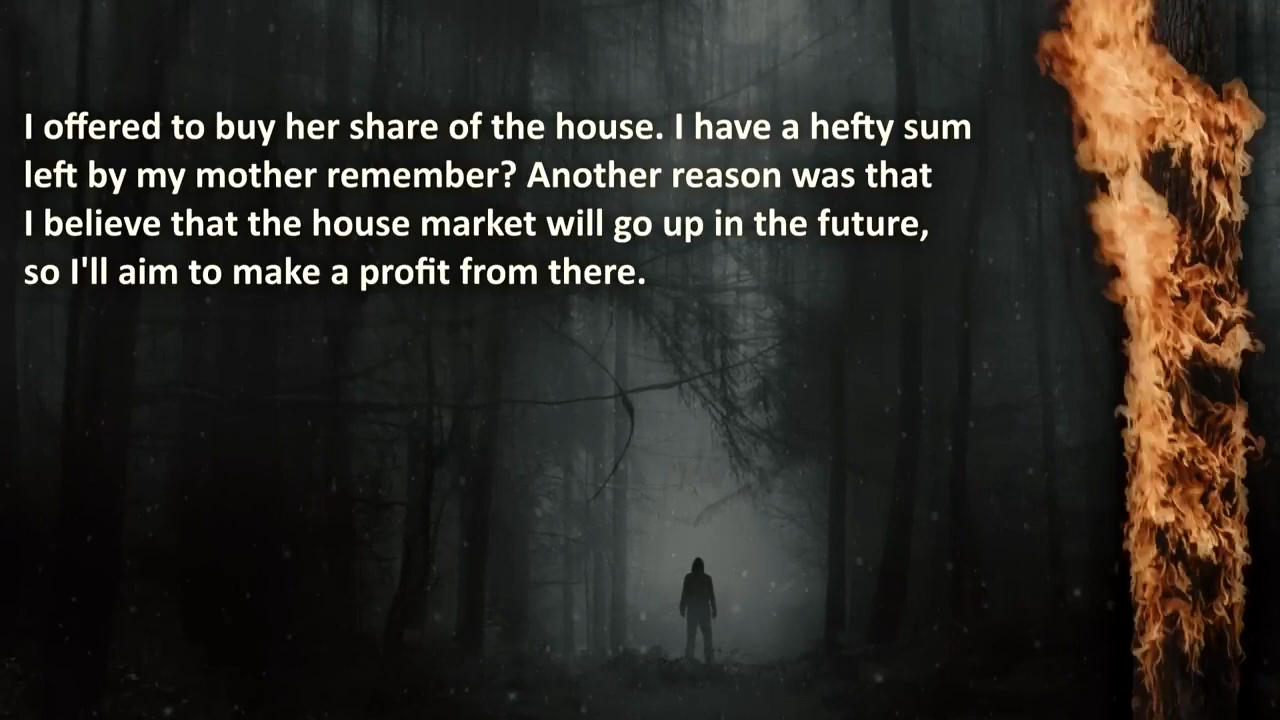 I offered to buy her share of the house. I have a hefty sum
left by my mother remember? Another reason was that
I believe that the house market will go up in the future,
so I'll aim to make a profit from there.